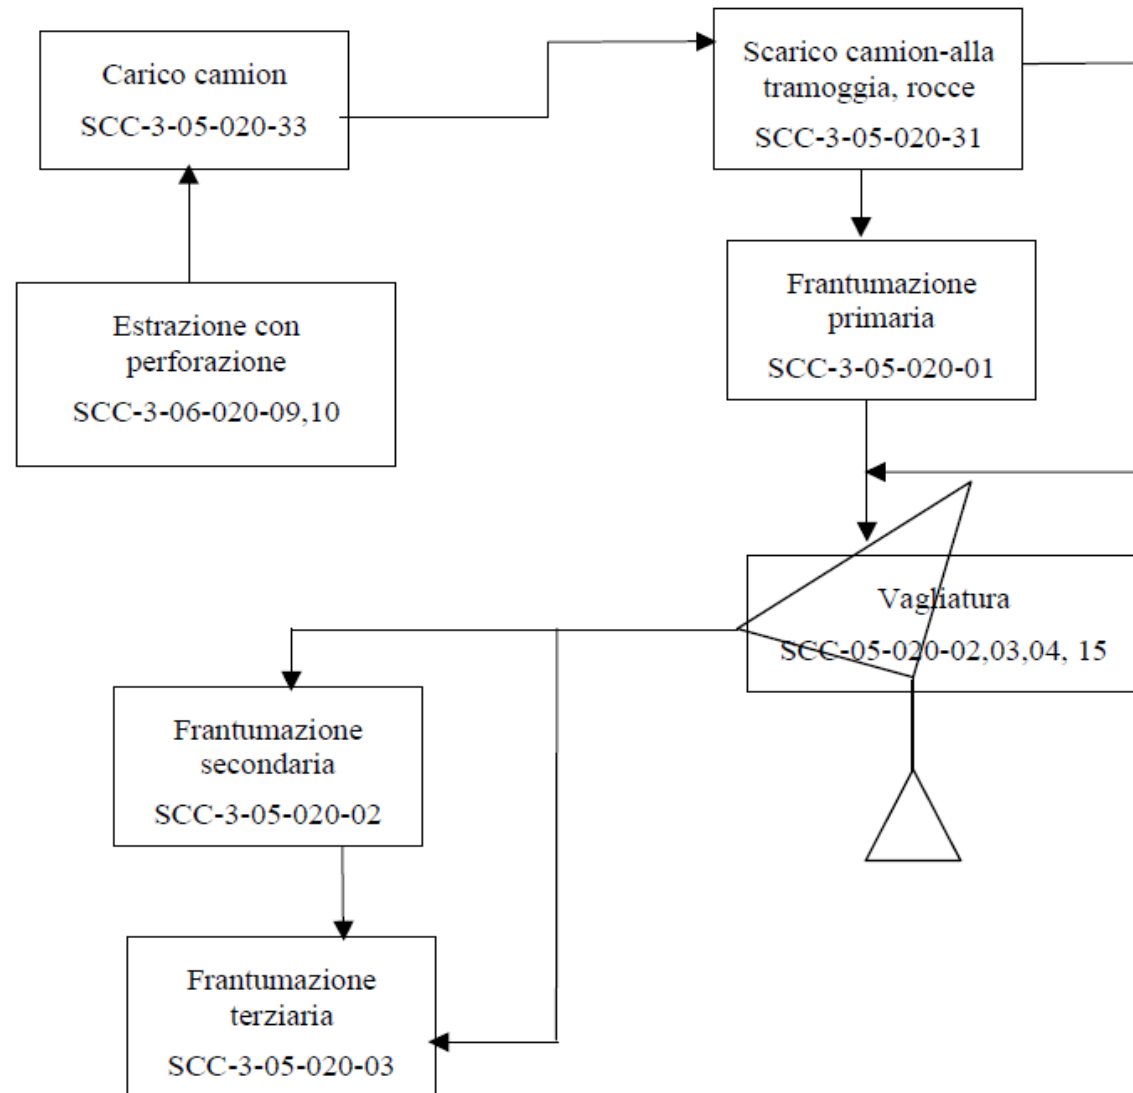 Carico camion
SCC-3-05-020-33
Scarico camion-alla
tramoggia, rocce
SCC-3-05-020-31
Estrazione con
perforazione
SCC-3-06-020-09,10
Frantumazione
primaria
SCC-3-05-020-01
Vagliatura
SCC-05-020-02,03,04, 15
Frantumazione
secondaria
SCC-3-05-020-02
Frantumazione
terziaria
SCC-3-05-020-03